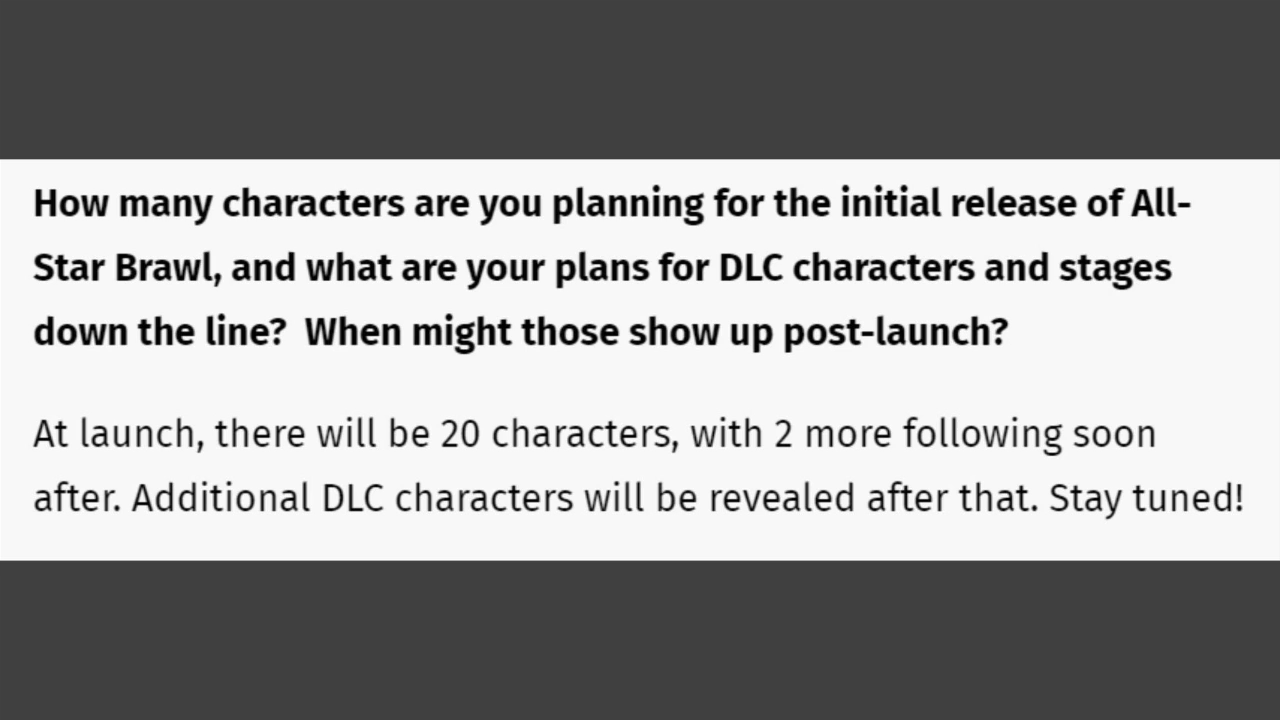 How many characters are you planning for the initial release of All-
Star Brawl, and what are your plans for DLC characters and stages
down the line?  When might those show up post-launch?
At launch, there will be 20 characters, with 2 more following soon
after. Additional DLC characters will be revealed after that. Stay tuned!